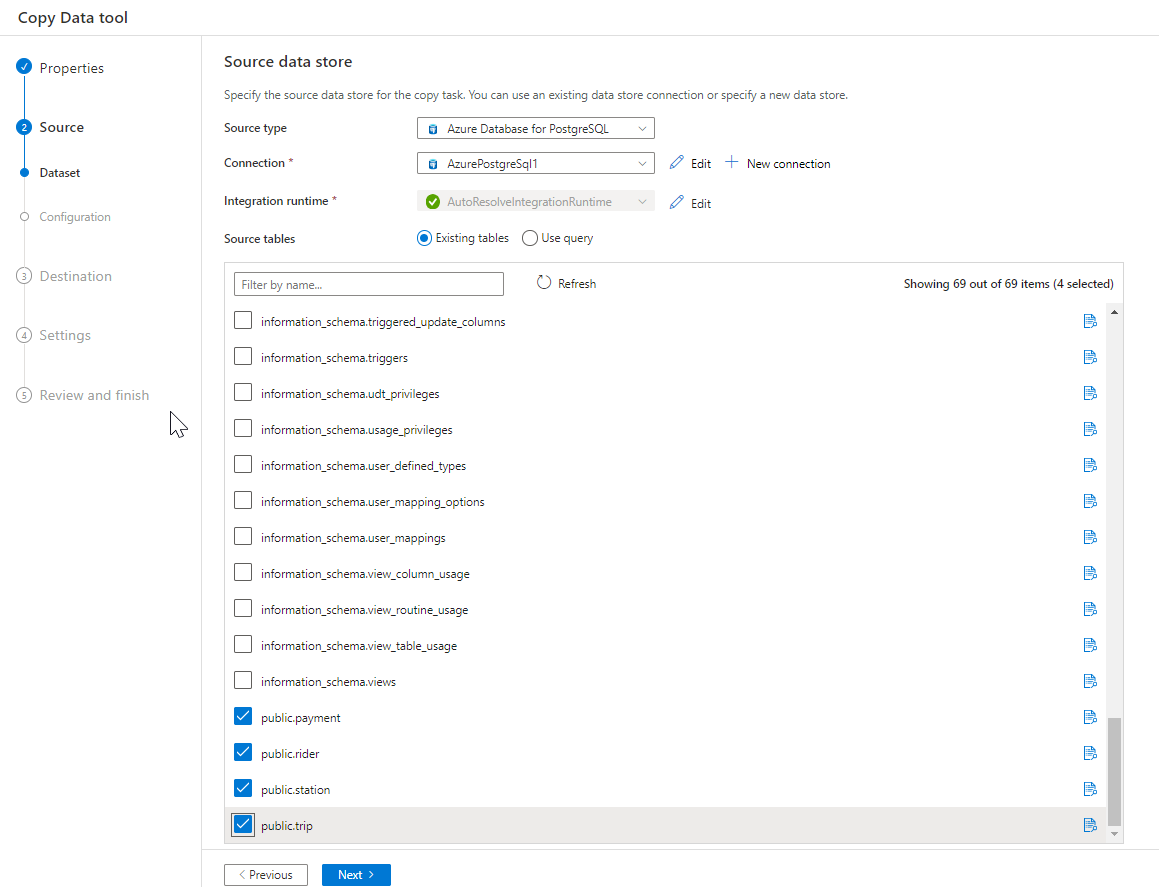 Copy Data tool
Properties
2 Source
Dataset
Configuration
3 Destination
4 Settings
5 Review and finish
Source data store
Specify the source data store for the copy task. You can use an existing data store connection or specify a new data store.
Source type Azure Database for PostgreSQL
Connection * AzurePostgreSql1 Edit New connection
Integration runtime * AutoResolveIntegrationRuntime Edit
Source tables Existing tables Use query
Filter by name... Refresh Showing 69 out of 69 items (4 selected)
information_schema.triggered_update_columns
information_schema.triggers
information_schema.udt_privileges
information_schema.usage_privileges
information_schema.user_defined_types
information_schema.user_mapping_options
information_schema.user_mappings
information_schema.view_column_usage
information_schema.view_routine_usage
information_schema.view_table_usage
information_schema.views
public.payment
public.rider
public.station
public.trip
< Previous Next >